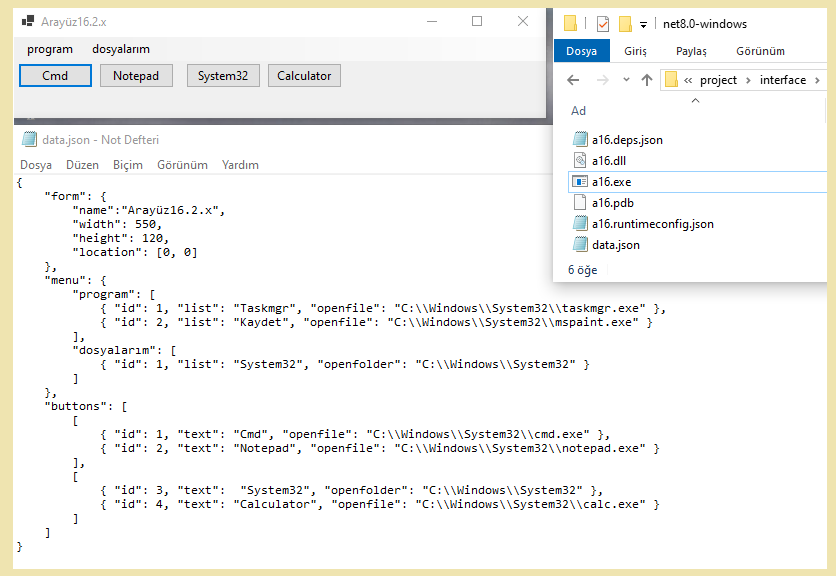 Arayüz16.2.x
program dosyalarım
Cmd Notepad System32 Calculator
net8.0-windows
Dosya Giriş Paylaş Görünüm
« project › interface ›
Ad
a16.deps.json
a16.dll
a16.exe
a16.pdb
a16.runtimeconfig.json
data.json
6 öğe
data.json - Not Defteri
Dosya Düzen Biçim Görünüm Yardım
{
    "form": {
        "name":"Arayüz16.2.x",
        "width": 550,
        "height": 120,
        "location": [0, 0]
    },
    "menu": {
        "program": [
            { "id": 1, "list": "Taskmgr", "openfile": "C:\\Windows\\System32\\taskmgr.exe" },
            { "id": 2, "list": "Kaydet", "openfile": "C:\\Windows\\System32\\mspaint.exe" }
        ],
        "dosyalarım": [
            { "id": 1, "list": "System32", "openfolder": "C:\\Windows\\System32" }
        ]
    },
    "buttons": [
        [
            { "id": 1, "text": "Cmd", "openfile": "C:\\Windows\\System32\\cmd.exe" },
            { "id": 2, "text": "Notepad", "openfile": "C:\\Windows\\System32\\notepad.exe" }
        ],
        [
            { "id": 3, "text":  "System32", "openfolder": "C:\\Windows\\System32" },
            { "id": 4, "text": "Calculator", "openfile": "C:\\Windows\\System32\\calc.exe" }
        ]
    ]
}